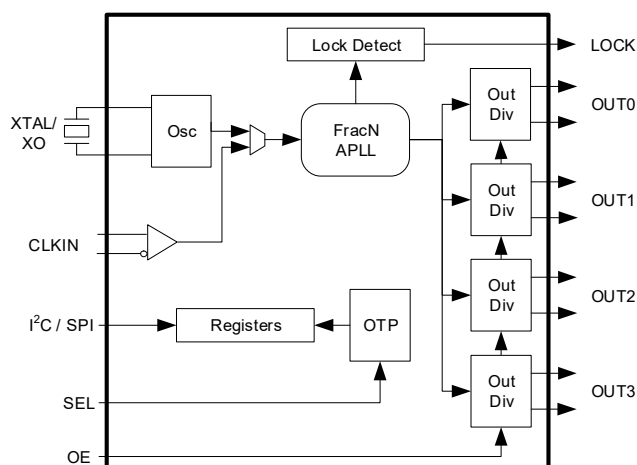 Lock Detect
LOCK
XTAL/
XO
Osc
FracN
APLL
Out
Div
OUT0
Out
Div
OUT1
CLKIN
Out
Div
OUT2
I²C / SPI
Registers
OTP
Out
Div
OUT3
SEL
OE